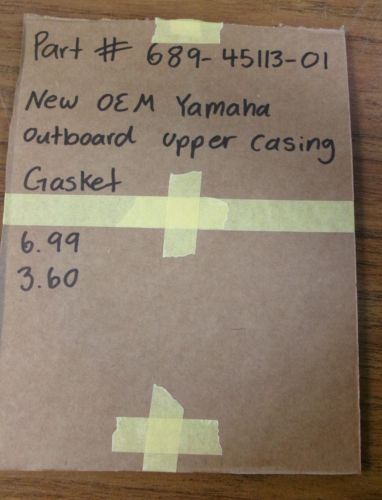 Part # 689-45113-01
New OEM Yamaha
outboard upper casing
Gasket
6.99
3.60